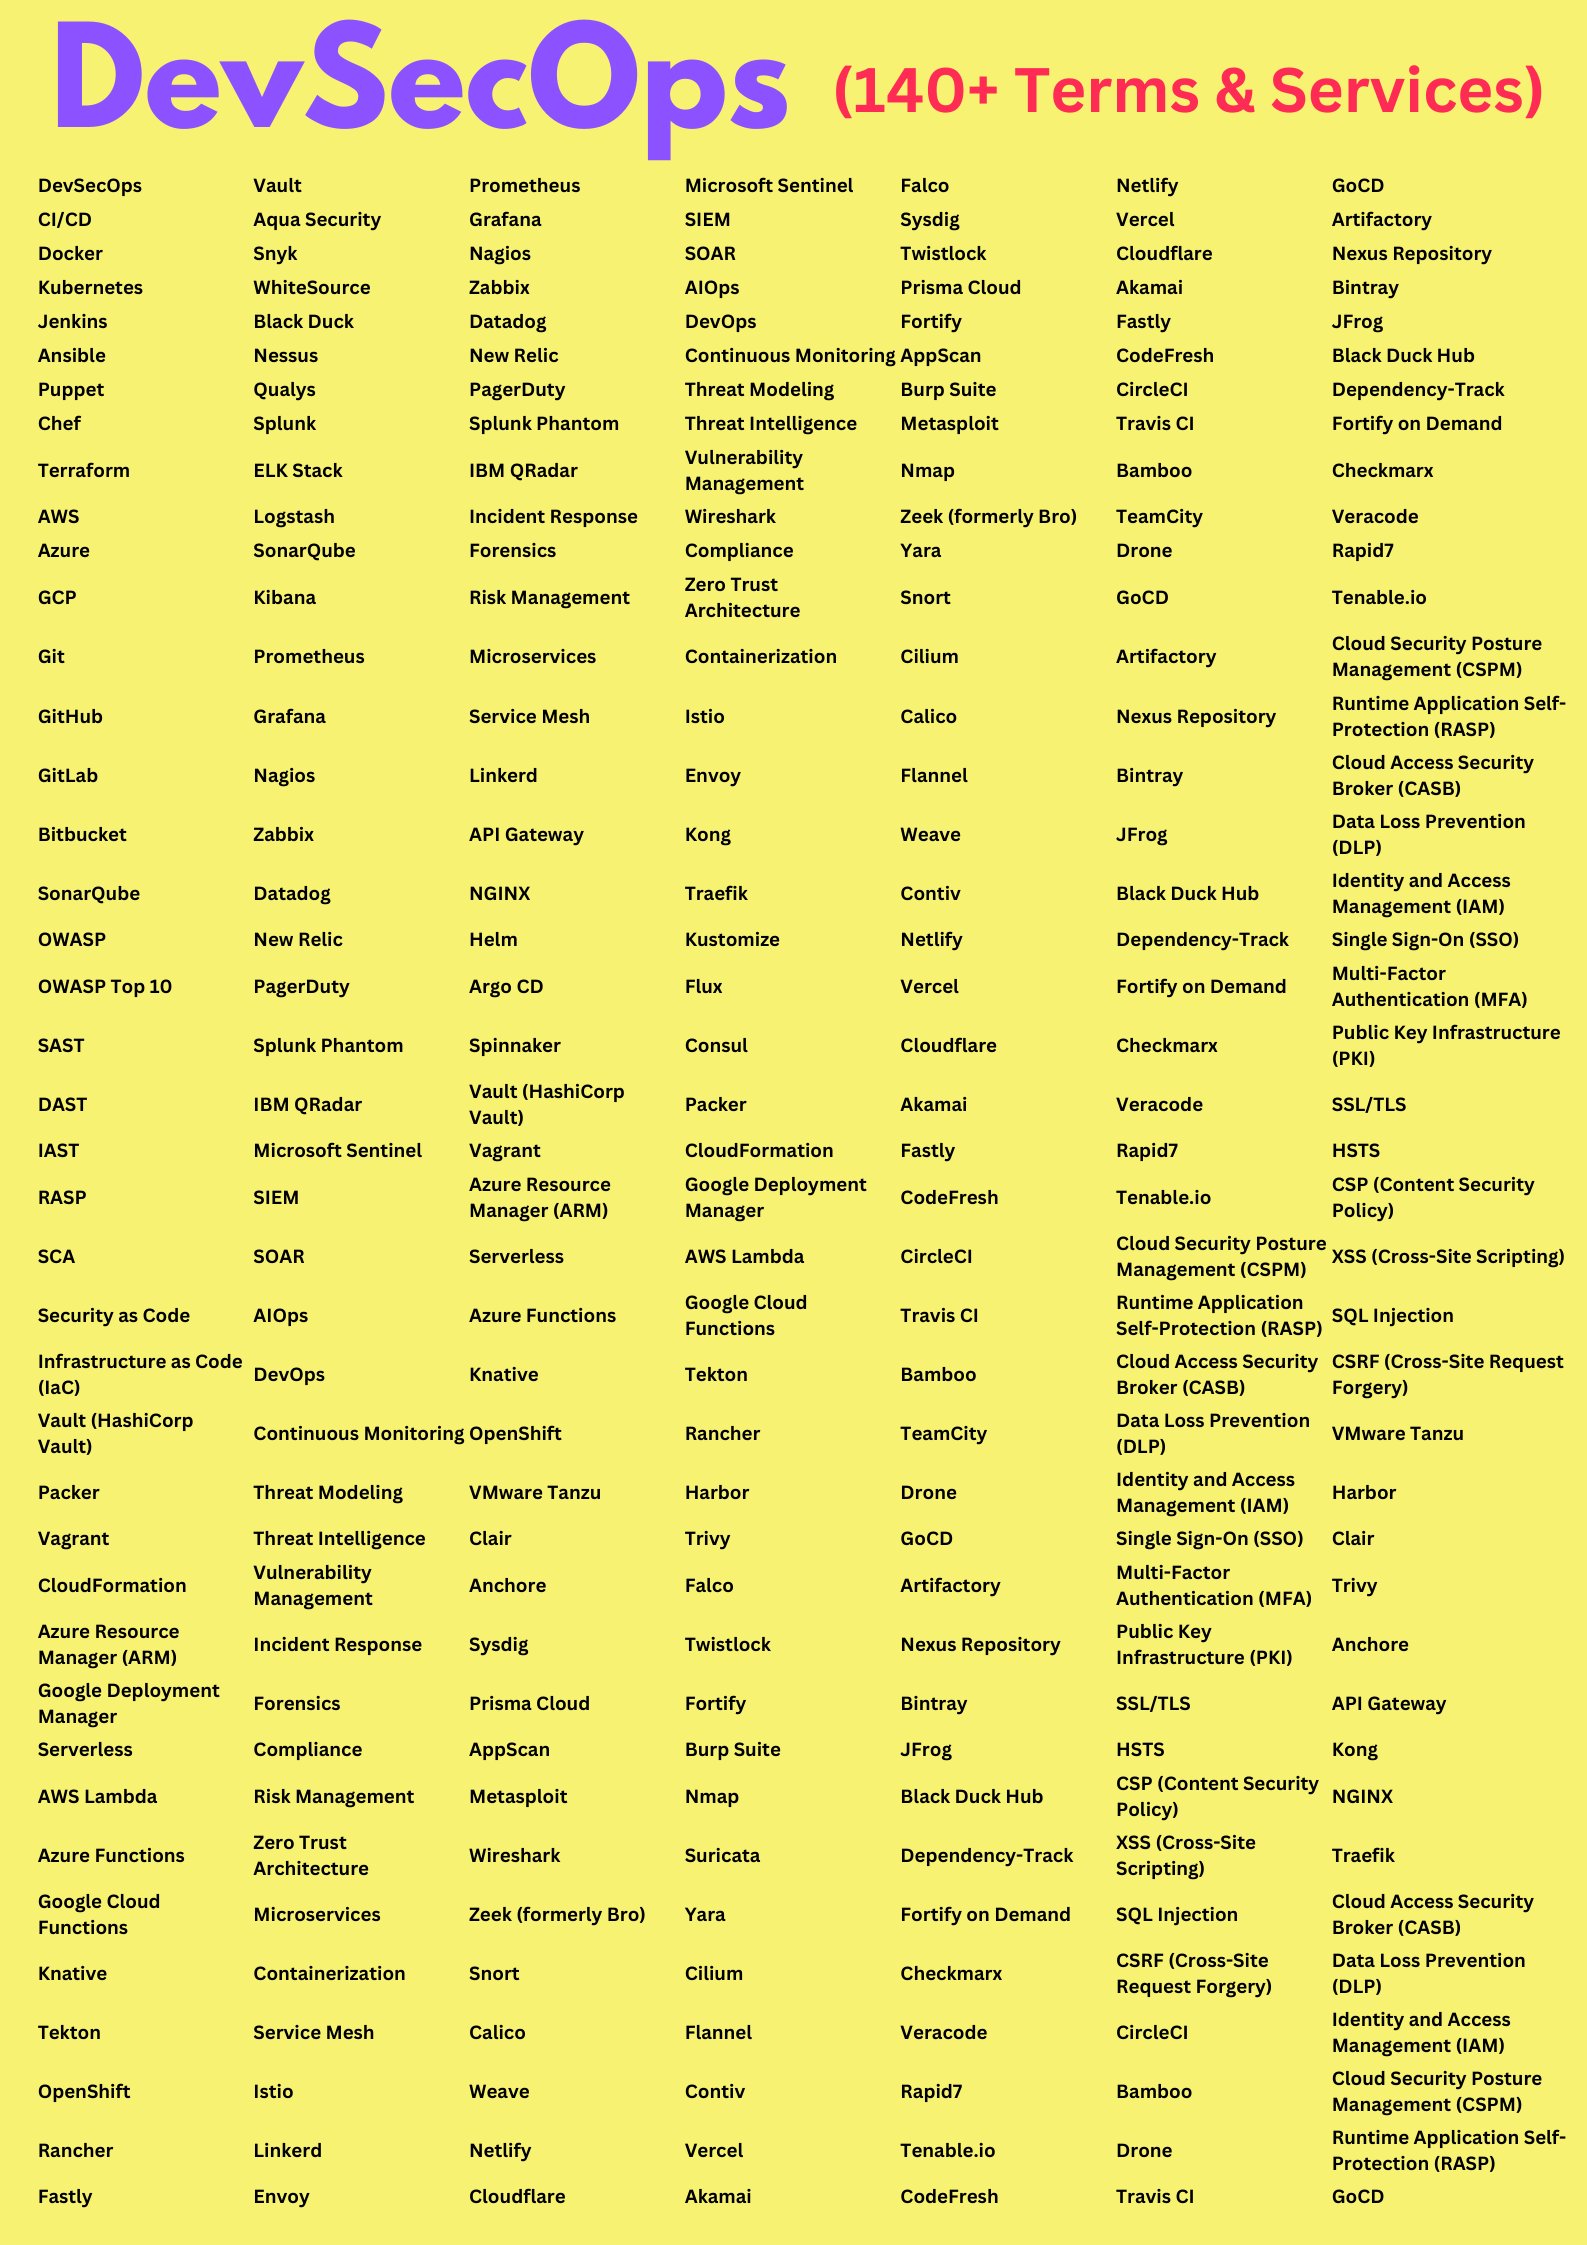 DevSecOps (140+ Terms & Services)
DevSecOps Vault Prometheus Microsoft Sentinel Falco Netlify GoCD
CI/CD Aqua Security Grafana SIEM Sysdig Vercel Artifactory
Docker Snyk Nagios SOAR Twistlock Cloudflare Nexus Repository
Kubernetes WhiteSource Zabbix AIOps Prisma Cloud Akamai Bintray
Jenkins Black Duck Datadog DevOps Fortify Fastly JFrog
Ansible Nessus New Relic Continuous Monitoring AppScan CodeFresh Black Duck Hub
Puppet Qualys PagerDuty Threat Modeling Burp Suite CircleCI Dependency-Track
Chef Splunk Splunk Phantom Threat Intelligence Metasploit Travis CI Fortify on Demand
Terraform ELK Stack IBM QRadar Vulnerability Management Nmap Bamboo Checkmarx
AWS Logstash Incident Response Wireshark Zeek (formerly Bro) TeamCity Veracode
Azure SonarQube Forensics Compliance Yara Drone Rapid7
GCP Kibana Risk Management Zero Trust Architecture Snort GoCD Tenable.io
Git Prometheus Microservices Containerization Cilium Artifactory Cloud Security Posture Management (CSPM)
GitHub Grafana Service Mesh Istio Calico Nexus Repository Runtime Application Self-Protection (RASP)
GitLab Nagios Linkerd Envoy Flannel Bintray Cloud Access Security Broker (CASB)
Bitbucket Zabbix API Gateway Kong Weave JFrog Data Loss Prevention (DLP)
SonarQube Datadog NGINX Traefik Contiv Black Duck Hub Identity and Access Management (IAM)
OWASP New Relic Helm Kustomize Netlify Dependency-Track Single Sign-On (SSO)
OWASP Top 10 PagerDuty Argo CD Flux Vercel Fortify on Demand Multi-Factor Authentication (MFA)
SAST Splunk Phantom Spinnaker Consul Cloudflare Checkmarx Public Key Infrastructure (PKI)
DAST IBM QRadar Vault (HashiCorp Vault) Packer Akamai Veracode SSL/TLS
IAST Microsoft Sentinel Vagrant CloudFormation Fastly Rapid7 HSTS
RASP SIEM Azure Resource Manager (ARM) Google Deployment Manager CodeFresh Tenable.io CSP (Content Security Policy)
SCA SOAR Serverless AWS Lambda CircleCI Cloud Security Posture Management (CSPM) XSS (Cross-Site Scripting)
Security as Code AIOps Azure Functions Google Cloud Functions Travis CI Runtime Application Self-Protection (RASP) SQL Injection
Infrastructure as Code (IaC) DevOps Knative Tekton Bamboo Cloud Access Security Broker (CASB) CSRF (Cross-Site Request Forgery)
Vault (HashiCorp Vault) Continuous Monitoring OpenShift Rancher TeamCity Data Loss Prevention (DLP) VMware Tanzu
Packer Threat Modeling VMware Tanzu Harbor Drone Identity and Access Management (IAM) Harbor
Vagrant Threat Intelligence Clair Trivy GoCD Single Sign-On (SSO) Clair
CloudFormation Vulnerability Management Anchore Falco Artifactory Multi-Factor Authentication (MFA) Trivy
Azure Resource Manager (ARM) Incident Response Sysdig Twistlock Nexus Repository Public Key Infrastructure (PKI) Anchore
Google Deployment Manager Forensics Prisma Cloud Fortify Bintray SSL/TLS API Gateway
Serverless Compliance AppScan Burp Suite JFrog HSTS Kong
AWS Lambda Risk Management Metasploit Nmap Black Duck Hub CSP (Content Security Policy) NGINX
Azure Functions Zero Trust Architecture Wireshark Suricata Dependency-Track XSS (Cross-Site Scripting) Traefik
Google Cloud Functions Microservices Zeek (formerly Bro) Yara Fortify on Demand SQL Injection Cloud Access Security Broker (CASB)
Knative Containerization Snort Cilium Checkmarx CSRF (Cross-Site Request Forgery) Data Loss Prevention (DLP)
Tekton Service Mesh Calico Flannel Veracode CircleCI Identity and Access Management (IAM)
OpenShift Istio Weave Contiv Rapid7 Bamboo Cloud Security Posture Management (CSPM)
Rancher Linkerd Netlify Vercel Tenable.io Drone Runtime Application Self-Protection (RASP)
Fastly Envoy Cloudflare Akamai CodeFresh Travis CI GoCD